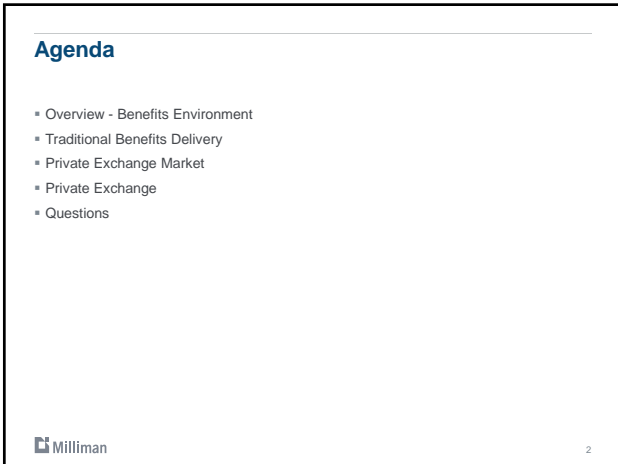 Agenda
▪ Overview - Benefits Environment
▪ Traditional Benefits Delivery
▪ Private Exchange Market
▪ Private Exchange
▪ Questions
Milliman
2